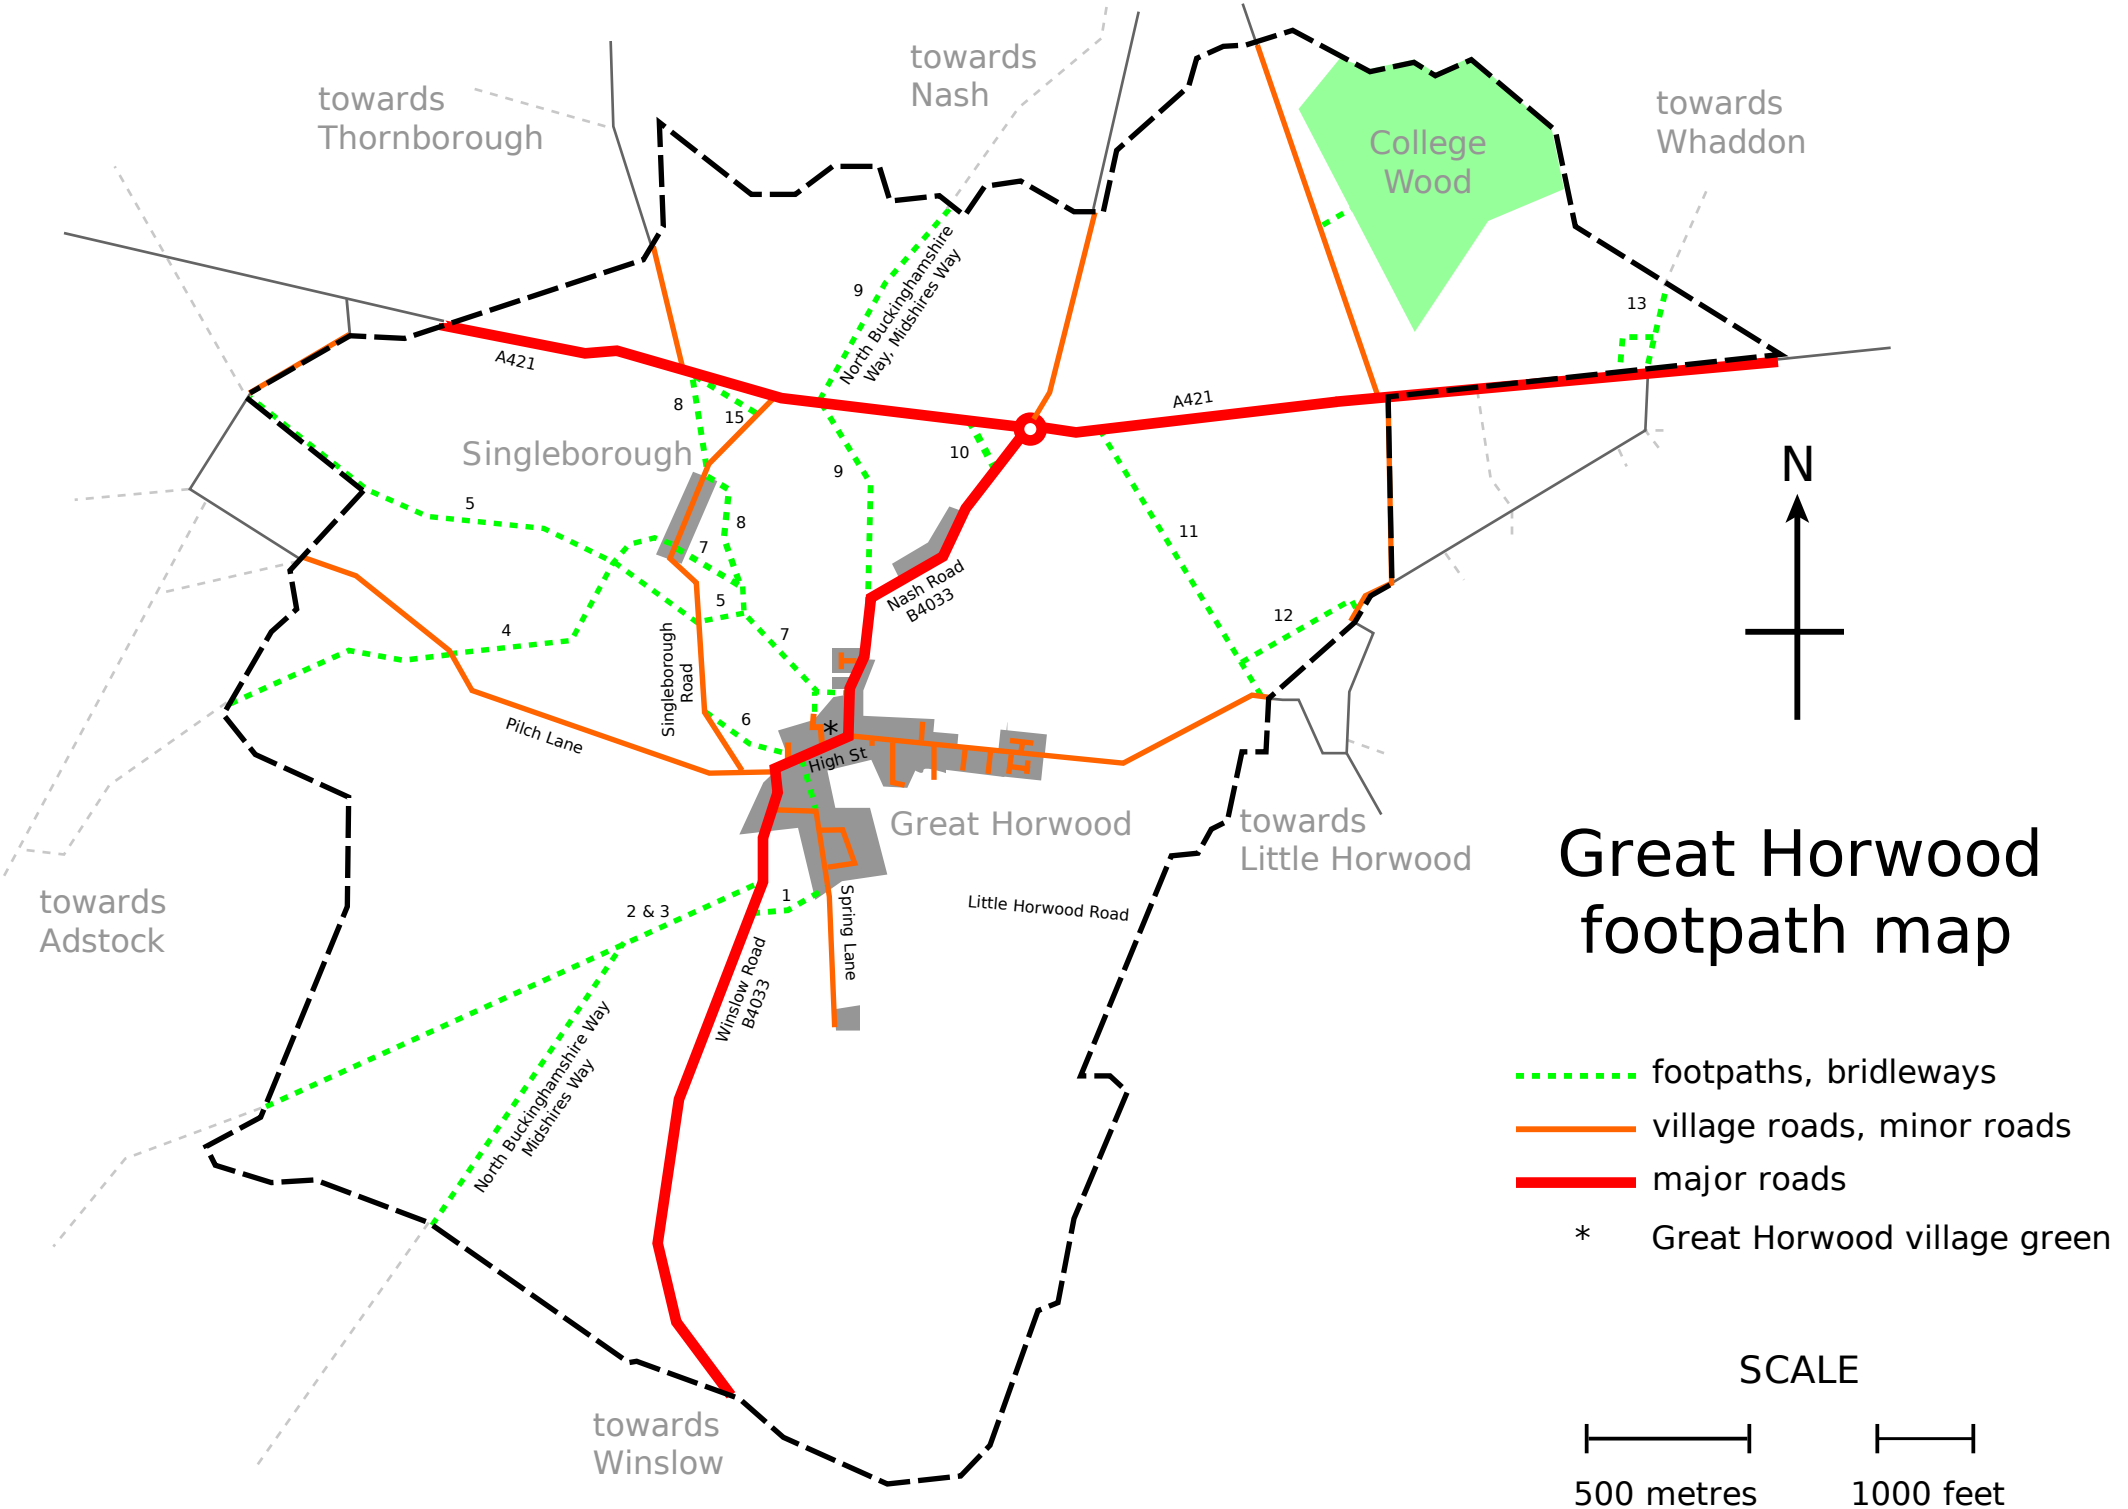 towards
Nash
towards
Thornborough
towards
Whaddon
College
Wood
9
North Buckinghamshire
Way, Midshires Way
13
A421
A421
8
15
Singleborough
9
10
5
8
7
11
N
Nash Road
B4033
5
12
4
7
Singleborough
Road
6
Pilch Lane
*
High St
Great Horwood
towards
Little Horwood
Great Horwood
footpath map
towards
Adstock
2 & 3
1
Spring Lane
Little Horwood Road
Winslow Road
B4033
North Buckinghamshire Way
Midshires Way
footpaths, bridleways
village roads, minor roads
major roads
* Great Horwood village green
SCALE
500 metres
1000 feet
towards
Winslow